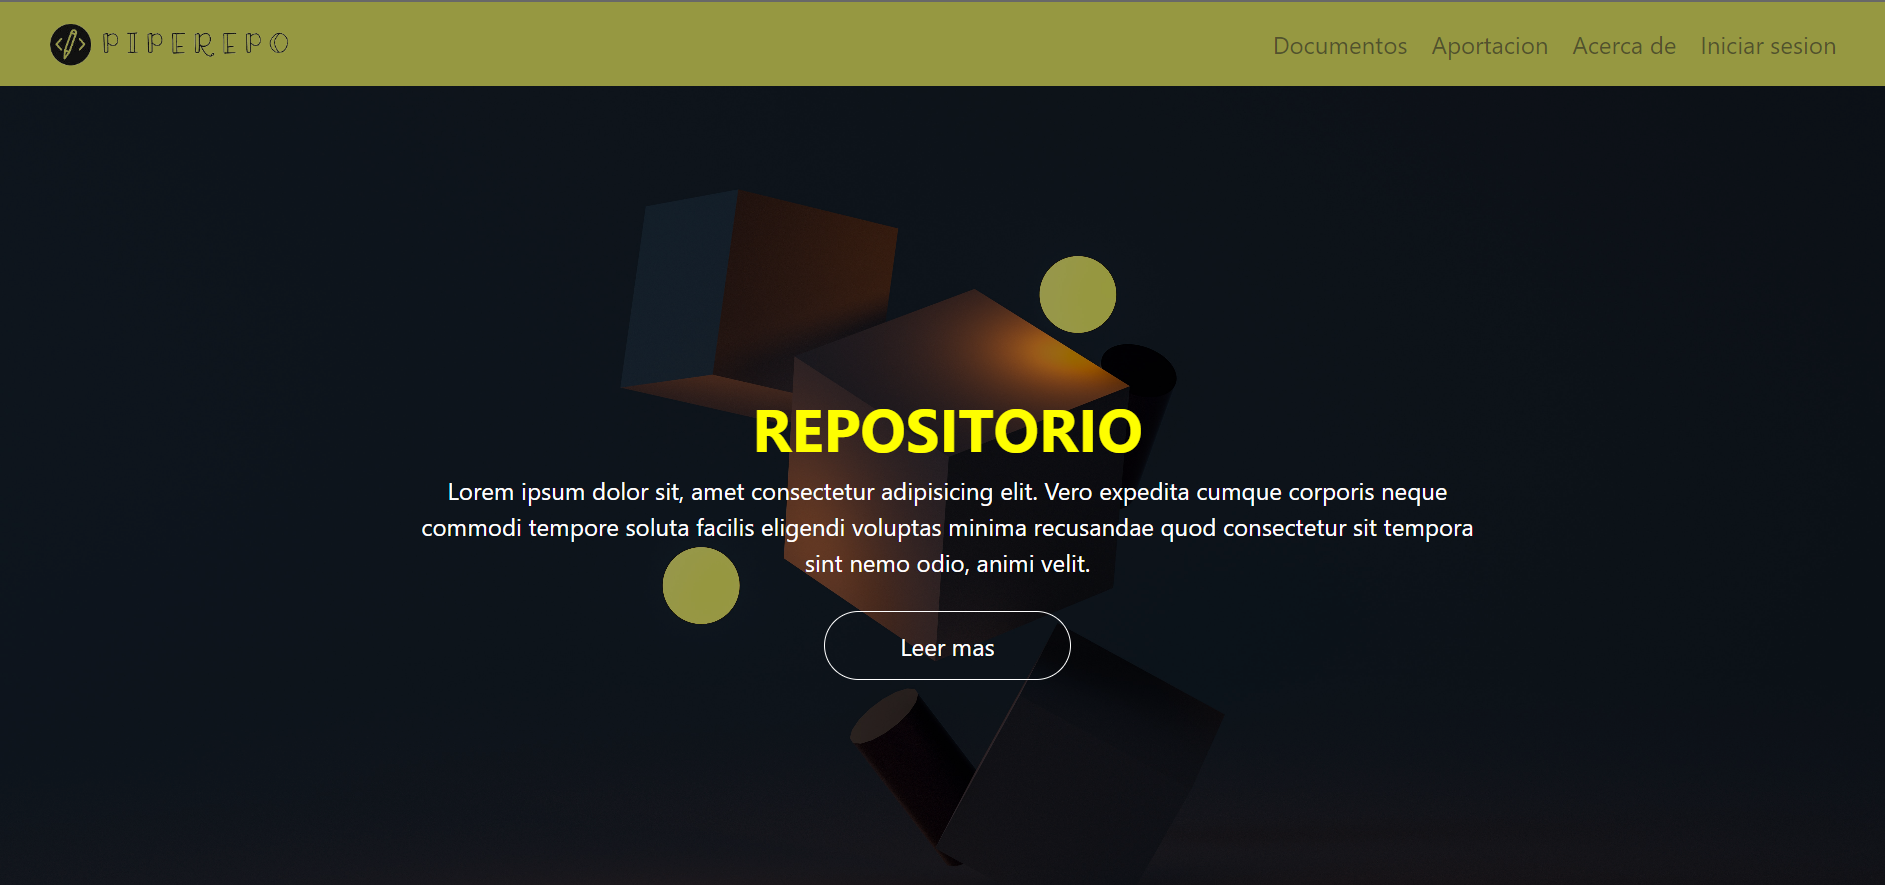 PIPEREPO
Documentos Aportacion Acerca de Iniciar sesion
REPOSITORIO
Lorem ipsum dolor sit, amet consectetur adipisicing elit. Vero expedita cumque corporis neque
commodi tempore soluta facilis eligendi voluptas minima recusandae quod consectetur sit tempora
sint nemo odio, animi velit.
Leer mas